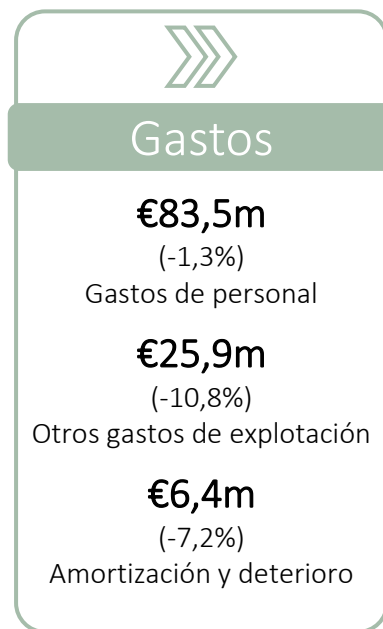 Gastos
€83,5m
(-1,3%)
Gastos de personal
€25,9m
(-10,8%)
Otros gastos de explotación
€6,4m
(-7,2%)
Amortización y deterioro